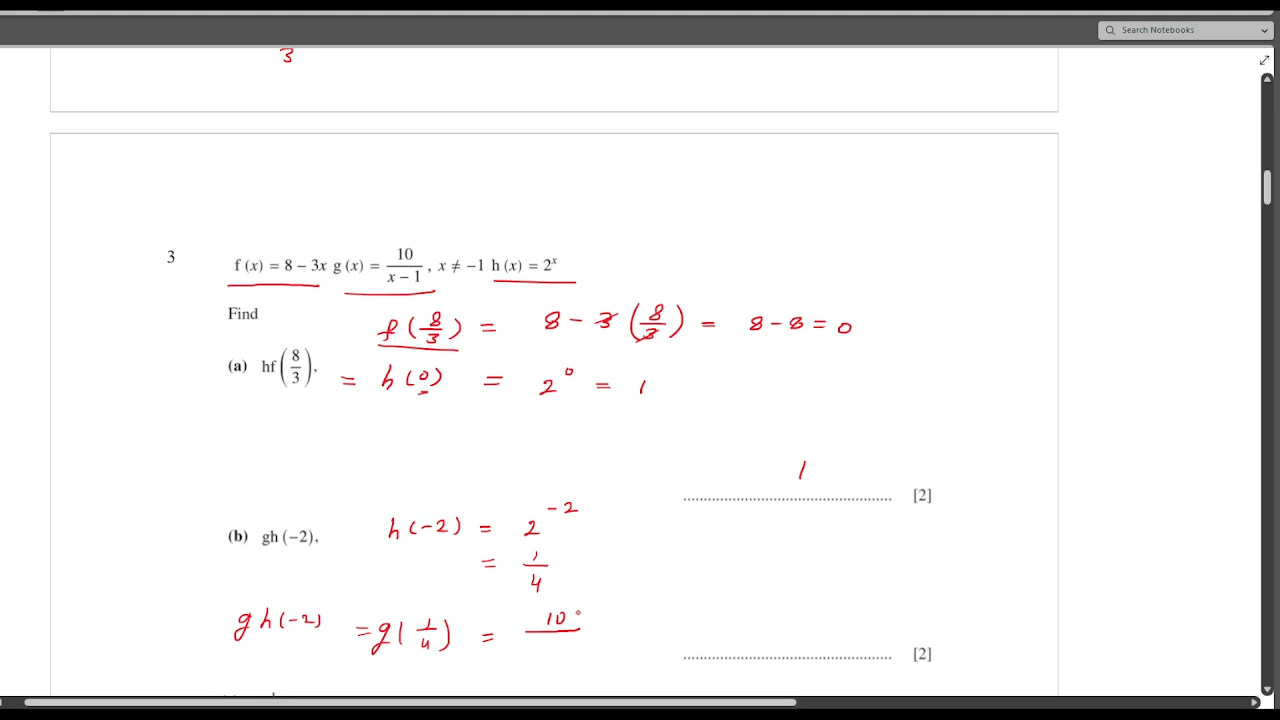 Search Notebooks
3
3 f (x) = 8 − 3x g (x) = 10/(x − 1), x ≠ −1 h (x) = 2^x
Find
f(8/3) = 8 − 3(8/3) = 8 − 8 = 0
(a) hf(8/3),
= h(0) = 2^0 = 1
1
.................................................. [2]
(b) gh (−2),
h(−2) = 2^−2
= 1/4
gh(−2) = g(1/4) = 10
.................................................. [2]